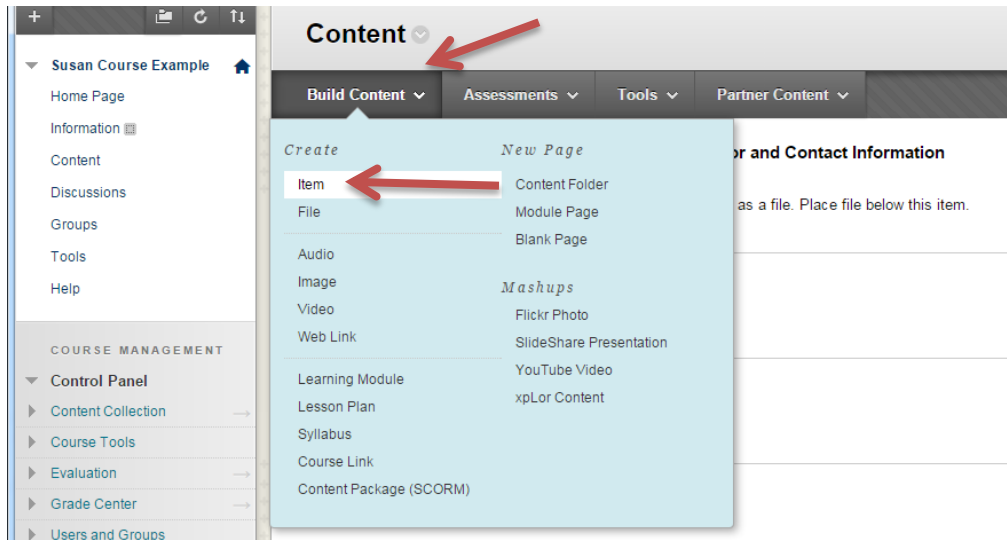 Susan Course Example
Home Page
Information
Content
Discussions
Groups
Tools
Help
COURSE MANAGEMENT
Control Panel
Content Collection
Course Tools
Evaluation
Grade Center
Users and Groups
Content
Build Content
Assessments
Tools
Partner Content
Create
Item
File
Audio
Image
Video
Web Link
Learning Module
Lesson Plan
Syllabus
Course Link
Content Package (SCORM)
New Page
Content Folder
Module Page
Blank Page
Mashups
Flickr Photo
SlideShare Presentation
YouTube Video
xpLor Content
and Contact Information
as a file. Place file below this item.